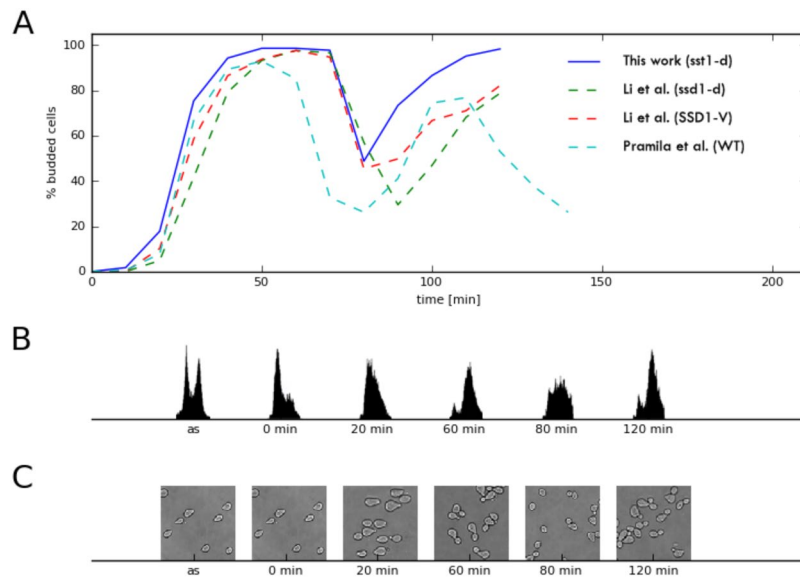 A
100
80
60
40
20
0
% budded cells
This work (sst1-d)
Li et al. (ssd1-d)
Li et al. (SSD1-V)
Pramila et al. (WT)
0 50 100 150 200
time [min]
B
as 0 min 20 min 60 min 80 min 120 min
C
as 0 min 20 min 60 min 80 min 120 min